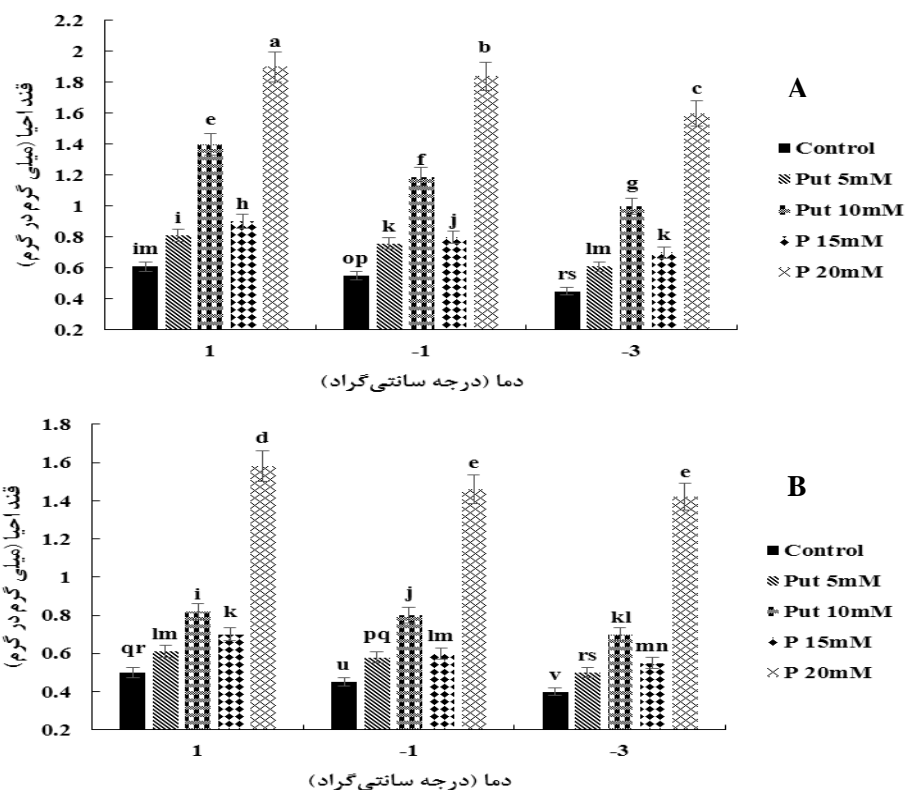 A
قند احیا (میلی گرم در گرم)
2.2
2
1.8
1.6
1.4
1.2
1
0.8
0.6
0.4
0.2
im i e h a
op k f j b
rs lm g k c
1 -1 -3
دما (درجه سانتی‌گراد)
Control
Put 5mM
Put 10mM
P 15mM
P 20mM
B
قند احیا (میلی گرم در گرم)
1.8
1.6
1.4
1.2
1
0.8
0.6
0.4
0.2
qr lm i k d
u pq j lm e
v rs kl mn e
1 -1 -3
دما (درجه سانتی‌گراد)
Control
Put 5mM
Put 10mM
P 15mM
P 20mM